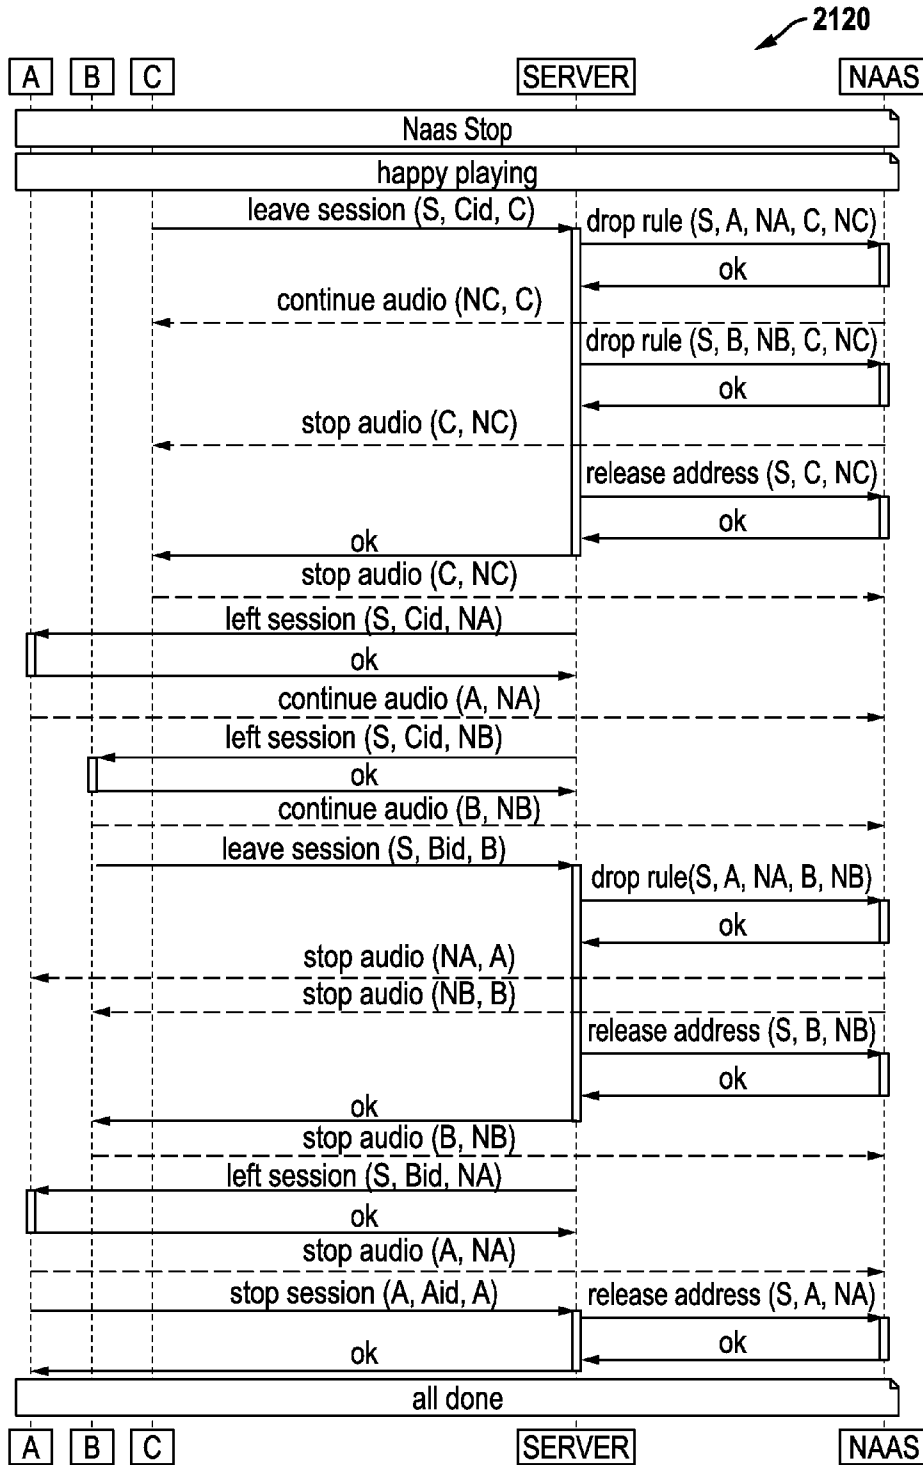 2120
A B C SERVER NAAS
Naas Stop
happy playing
leave session (S, Cid, C)
drop rule (S, A, NA, C, NC)
ok
continue audio (NC, C)
drop rule (S, B, NB, C, NC)
ok
stop audio (C, NC)
release address (S, C, NC)
ok
ok
stop audio (C, NC)
left session (S, Cid, NA)
ok
continue audio (A, NA)
left session (S, Cid, NB)
ok
continue audio (B, NB)
leave session (S, Bid, B)
drop rule(S, A, NA, B, NB)
ok
stop audio (NA, A)
stop audio (NB, B)
release address (S, B, NB)
ok
ok
stop audio (B, NB)
left session (S, Bid, NA)
ok
stop audio (A, NA)
stop session (A, Aid, A)
release address (S, A, NA)
ok
ok
all done
A B C SERVER NAAS